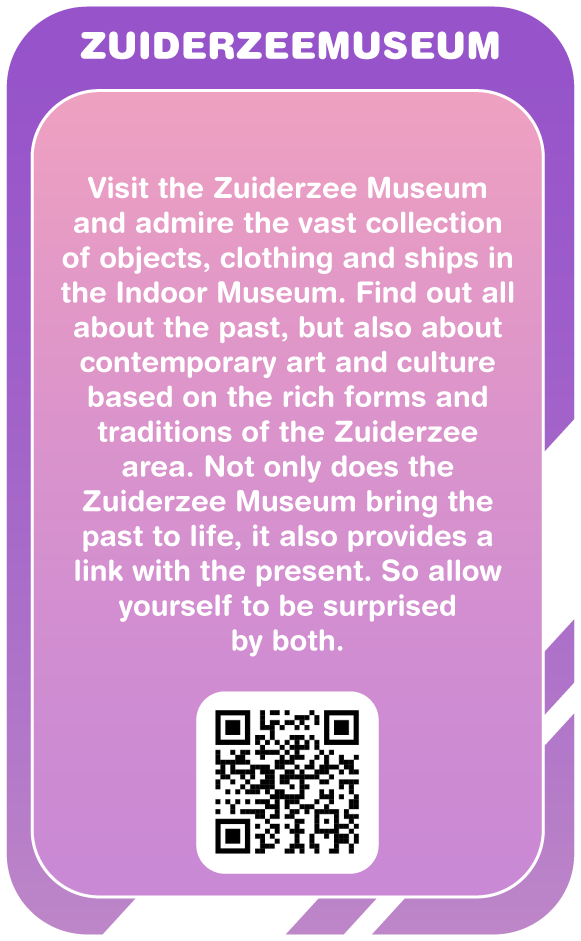 ZUIDERZEEMUSEUM
Visit the Zuiderzee Museum
and admire the vast collection
of objects, clothing and ships in
the Indoor Museum. Find out all
about the past, but also about
contemporary art and culture
based on the rich forms and
traditions of the Zuiderzee
area. Not only does the
Zuiderzee Museum bring the
past to life, it also provides a
link with the present. So allow
yourself to be surprised
by both.